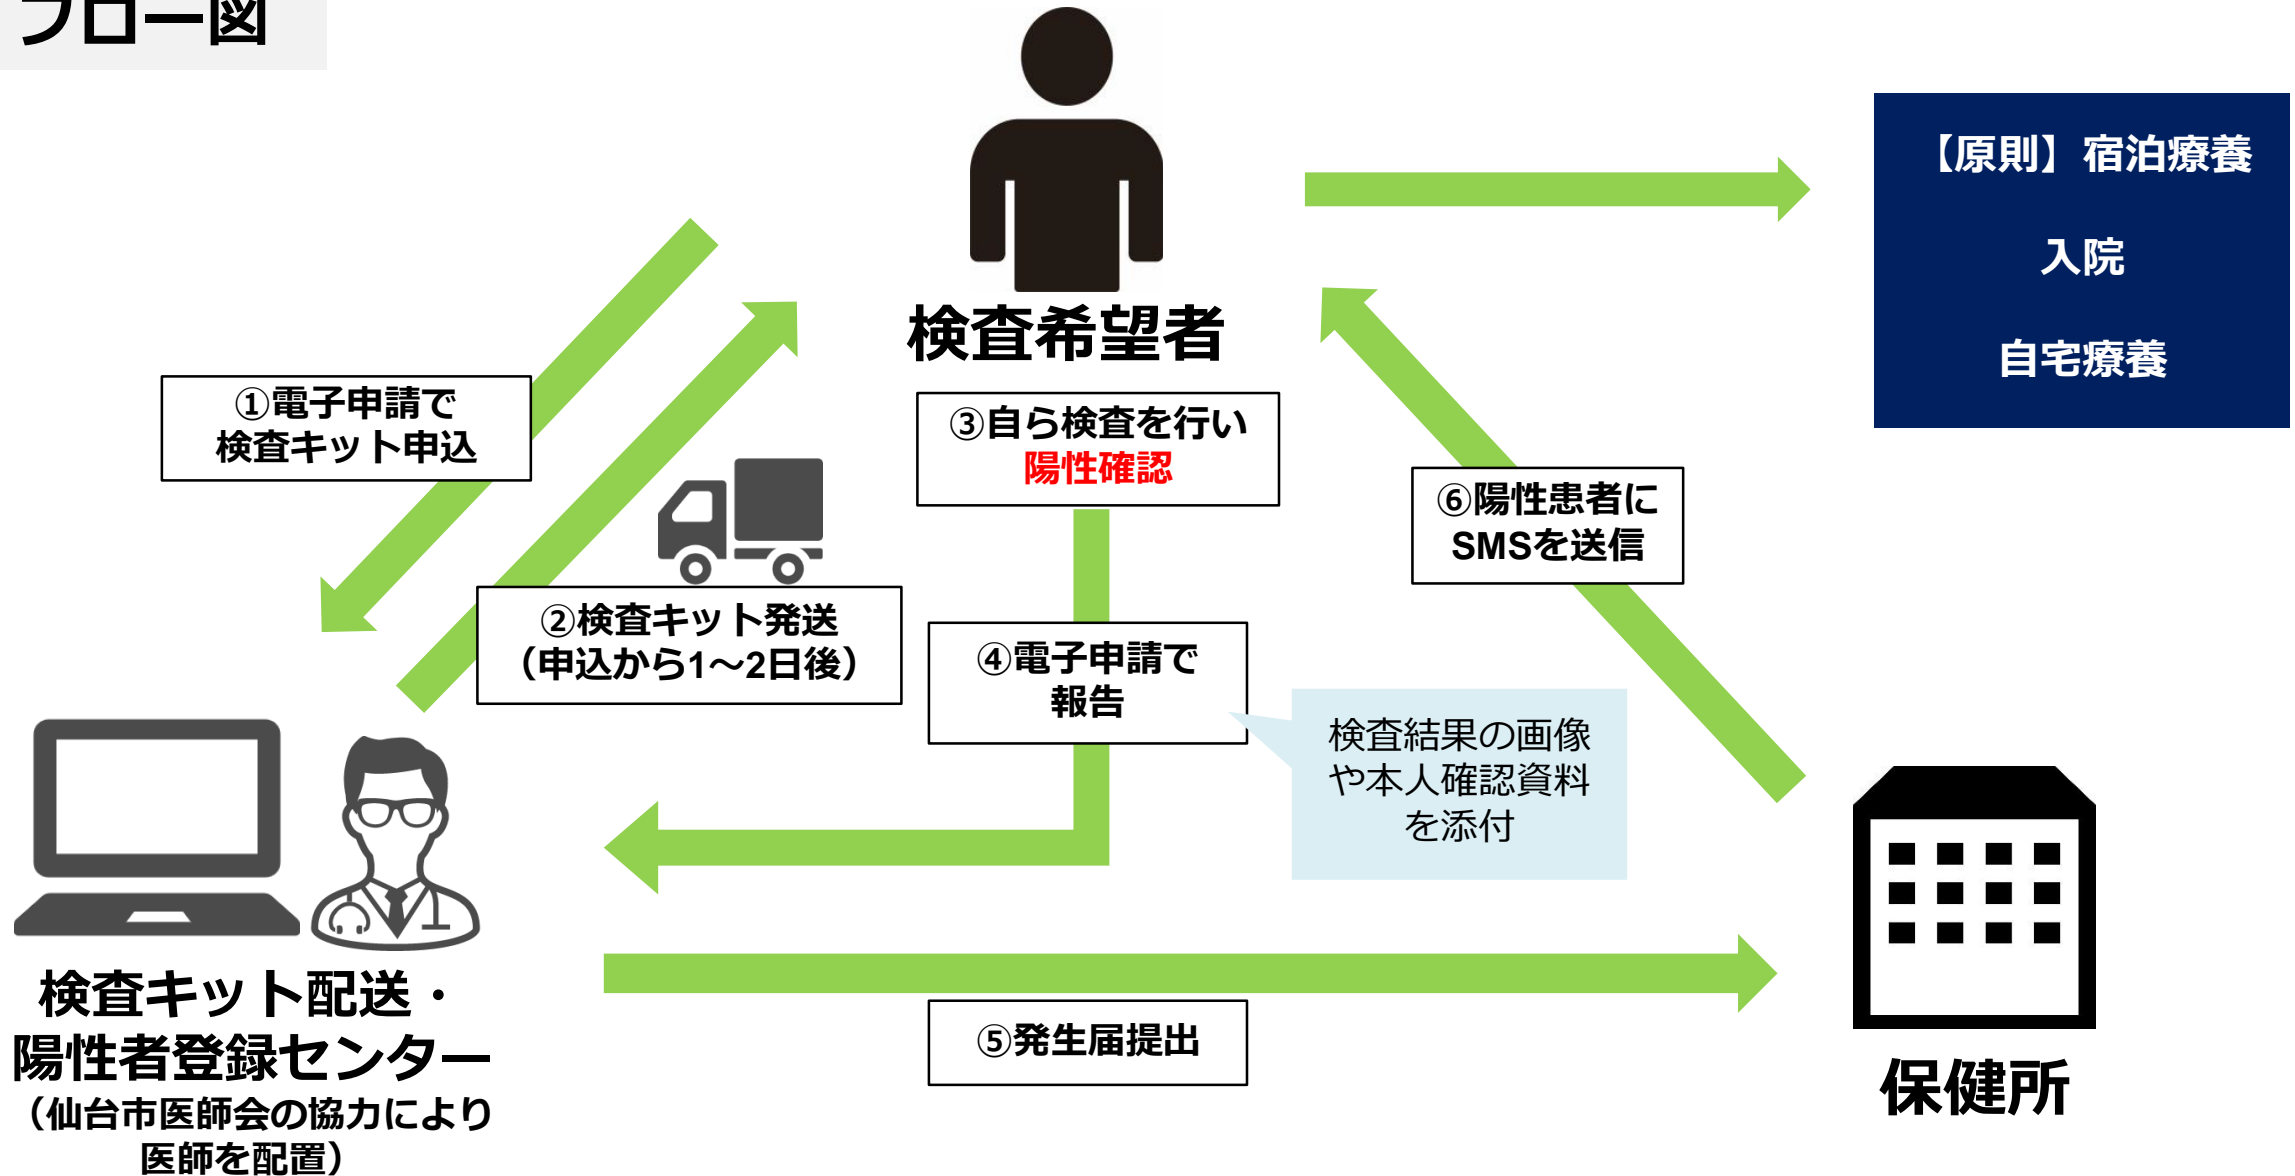 フロー図
検査希望者
【原則】宿泊療養
入院
自宅療養
①電子申請で
検査キット申込
②検査キット発送
（申込から1～2日後）
③自ら検査を行い
陽性確認
④電子申請で
報告
検査結果の画像
や本人確認資料
を添付
⑤発生届提出
⑥陽性患者に
SMSを送信
検査キット配送・
陽性者登録センター
（仙台市医師会の協力により
医師を配置）
保健所